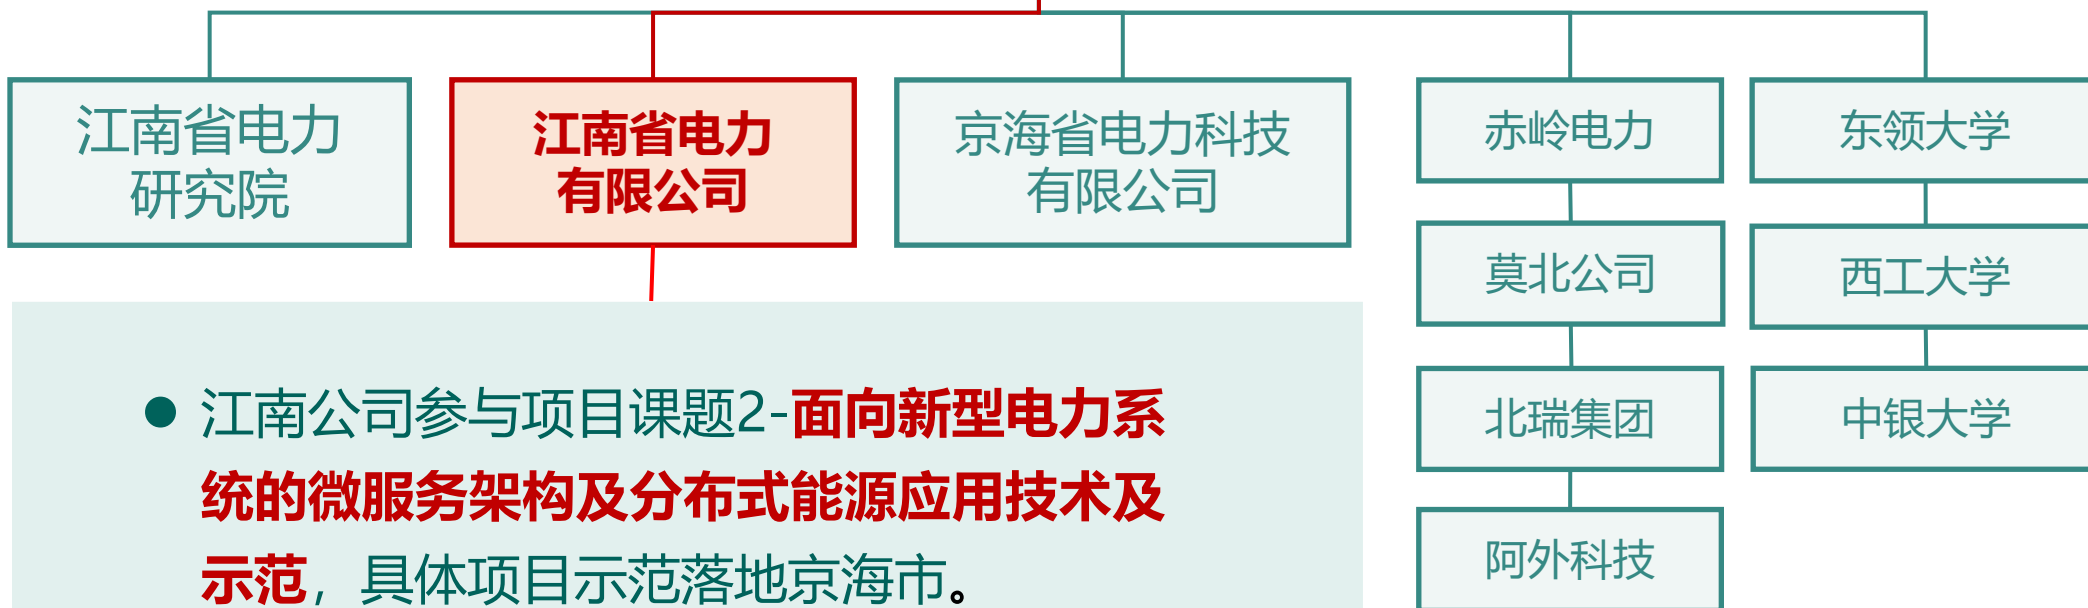 江南省电力
研究院
江南省电力
有限公司
京海省电力科技
有限公司
赤岭电力
莫北公司
北瑞集团
阿外科技
东领大学
西工大学
中银大学
● 江南公司参与项目课题2-面向新型电力系
统的微服务架构及分布式能源应用技术及
示范，具体项目示范落地京海市。